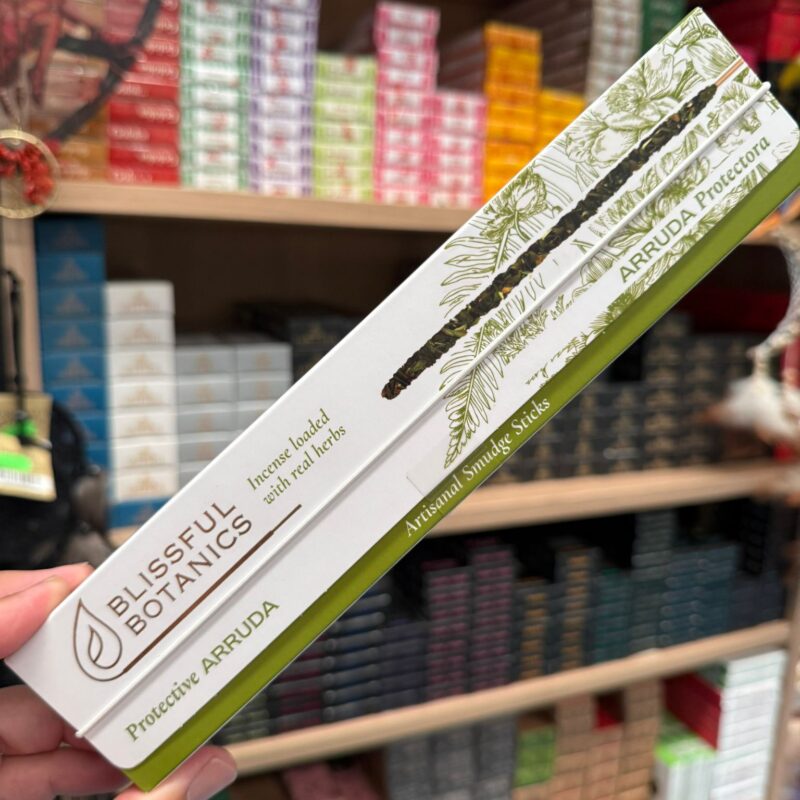 BLISSFUL
BOTANICS
Incense loaded
with real herbs
Protective ARRUDA
ARRUDA Protectora
Artisanal Smudge Sticks